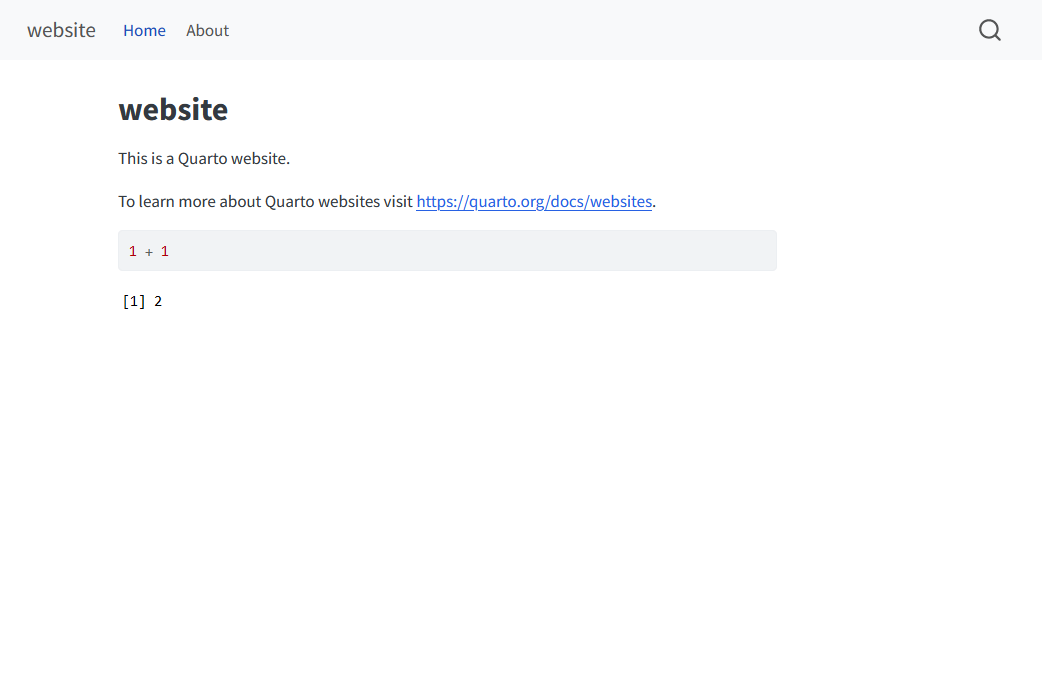 website Home About
website
This is a Quarto website.
To learn more about Quarto websites visit https://quarto.org/docs/websites.
1 + 1
[1] 2